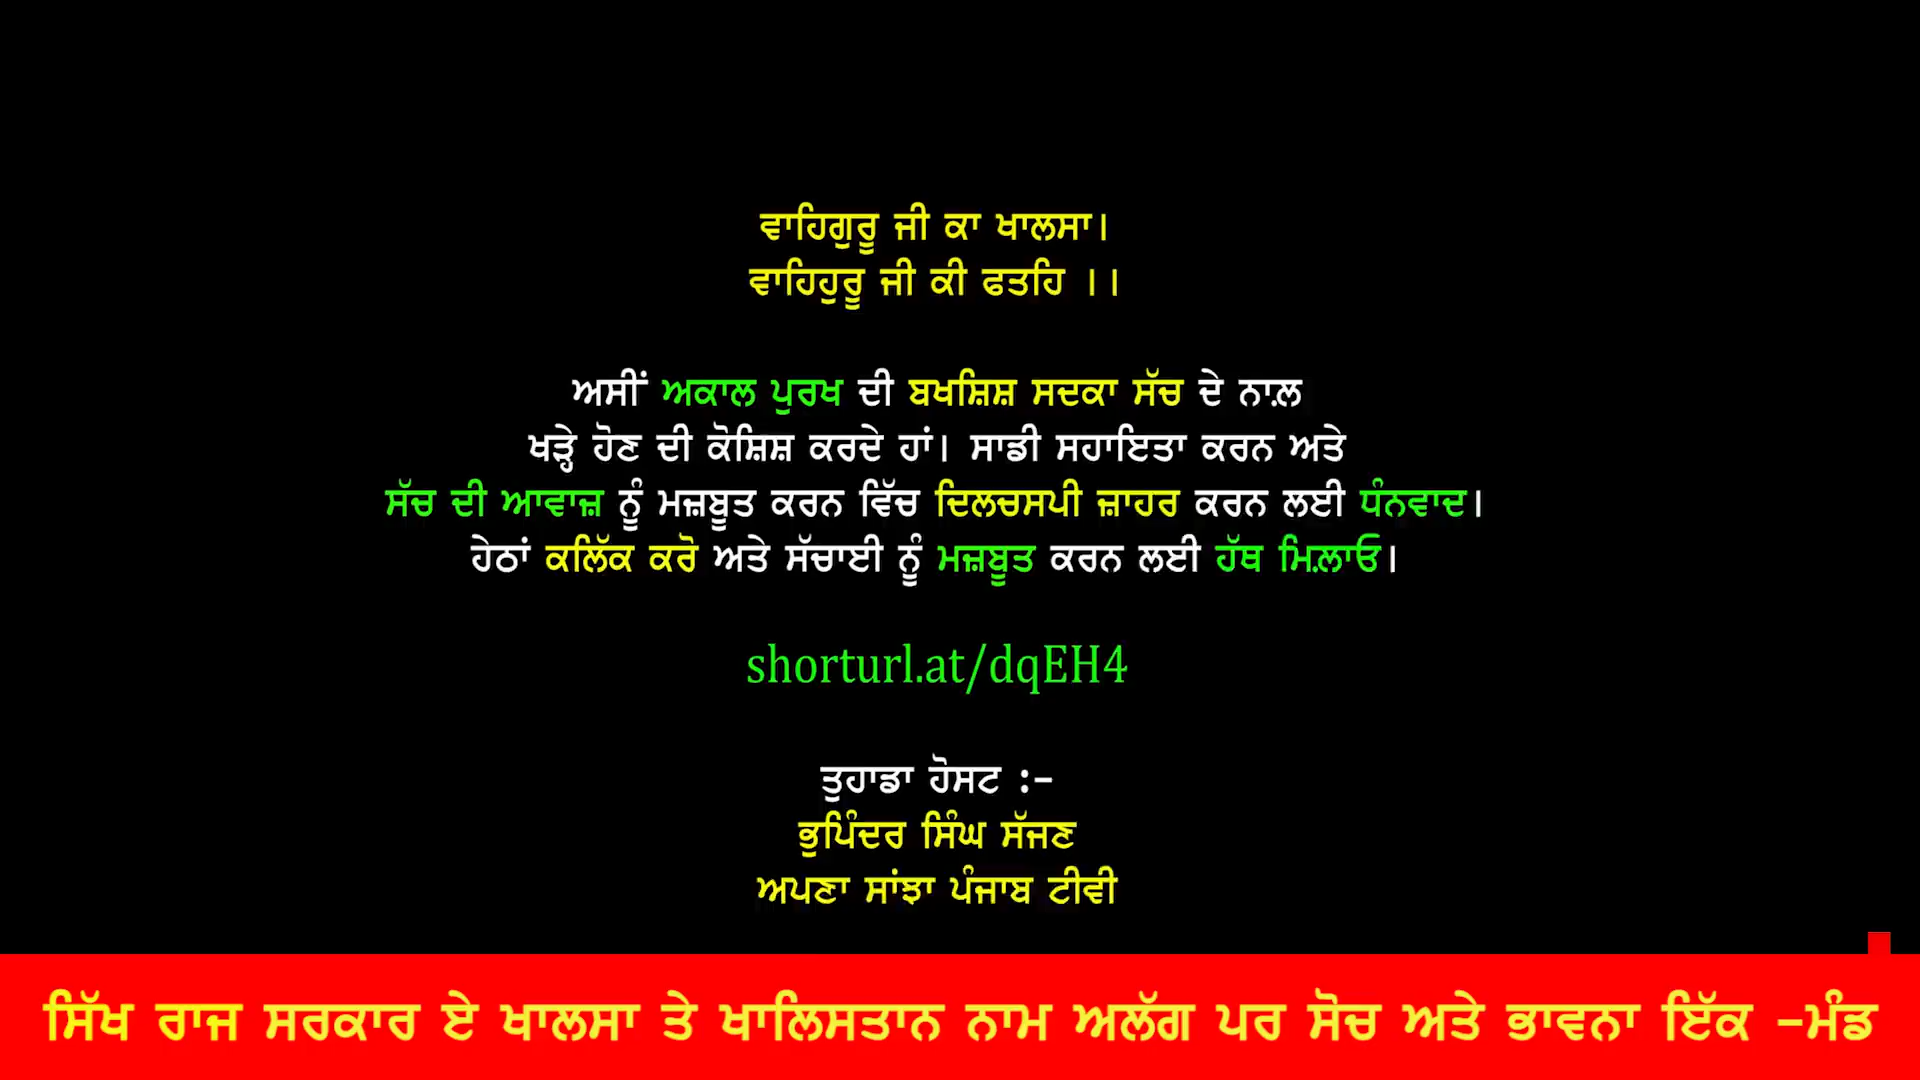 ਵਾਹਿਗੁਰੂ ਜੀ ਕਾ ਖਾਲਸਾ।
ਵਾਹਿਹੁਰੂ ਜੀ ਕੀ ਫਤਹਿ ।।
ਅਸੀਂ ਅਕਾਲ ਪੁਰਖ ਦੀ ਬਖਸ਼ਿਸ਼ ਸਦਕਾ ਸੱਚ ਦੇ ਨਾਲ਼
ਖੜ੍ਹੇ ਹੋਣ ਦੀ ਕੋਸ਼ਿਸ਼ ਕਰਦੇ ਹਾਂ। ਸਾਡੀ ਸਹਾਇਤਾ ਕਰਨ ਅਤੇ
ਸੱਚ ਦੀ ਆਵਾਜ਼ ਨੂੰ ਮਜ਼ਬੂਤ ਕਰਨ ਵਿੱਚ ਦਿਲਚਸਪੀ ਜ਼ਾਹਰ ਕਰਨ ਲਈ ਧੰਨਵਾਦ।
ਹੇਠਾਂ ਕਲਿੱਕ ਕਰੋ ਅਤੇ ਸੱਚਾਈ ਨੂੰ ਮਜ਼ਬੂਤ ਕਰਨ ਲਈ ਹੱਥ ਮਿਲ਼ਾਓ।
shorturl.at/dqEH4
ਤੁਹਾਡਾ ਹੋਸਟ :-
ਭੁਪਿੰਦਰ ਸਿੰਘ ਸੱਜਣ
ਅਪਣਾ ਸਾਂਝਾ ਪੰਜਾਬ ਟੀਵੀ
ਸਿੱਖ ਰਾਜ ਸਰਕਾਰ ਏ ਖਾਲਸਾ ਤੇ ਖਾਲਿਸਤਾਨ ਨਾਮ ਅਲੱਗ ਪਰ ਸੋਚ ਅਤੇ ਭਾਵਨਾ ਇੱਕ -ਮੰਡ